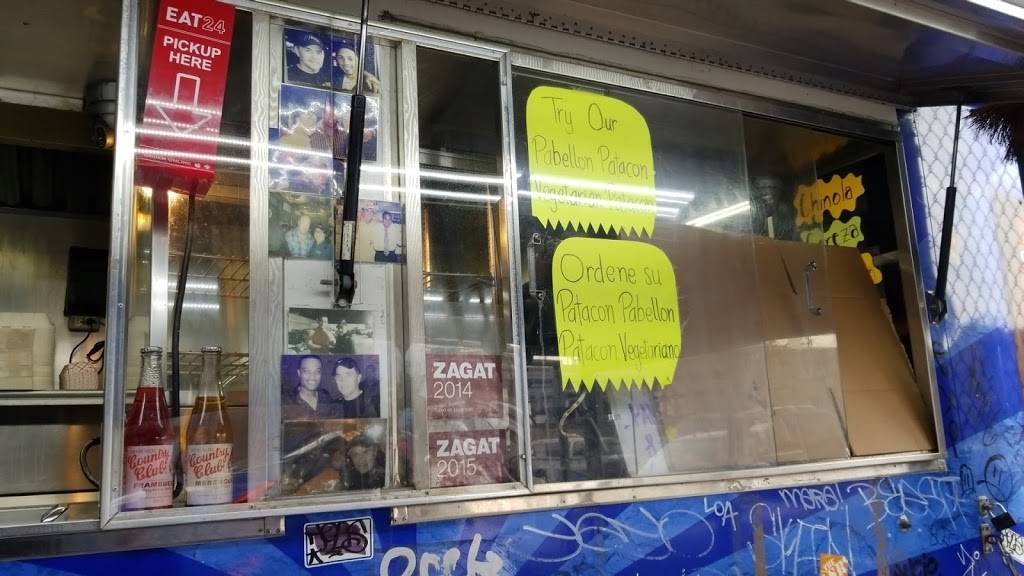 EAT24
PICKUP
HERE
Try Our
Pabellon Patacon
Vegetarian Patacon
Ordene su
Patacon Pabellon
Patacon Vegetariano
Chinola
ZAGAT
2014
ZAGAT
2015
Country
Club
Country
Club
LOA